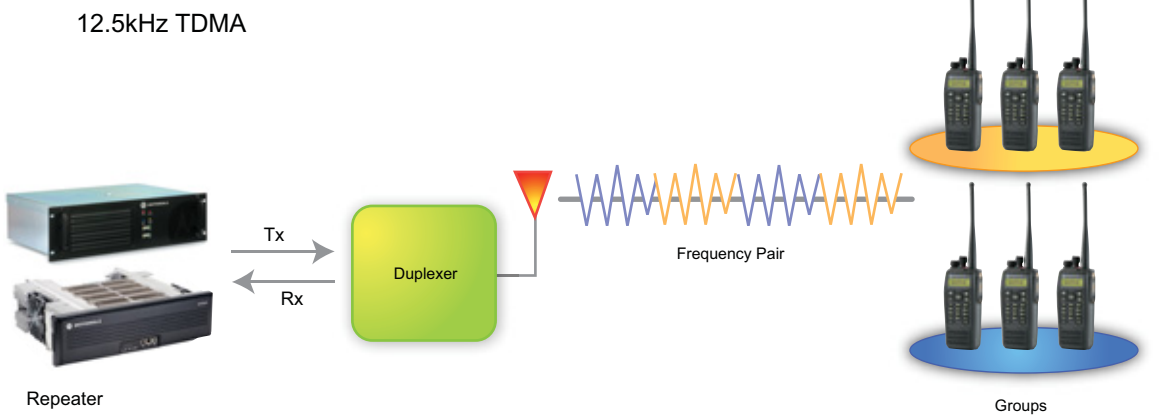 12.5kHz TDMA
Tx
Rx
Duplexer
Frequency Pair
Repeater
Groups